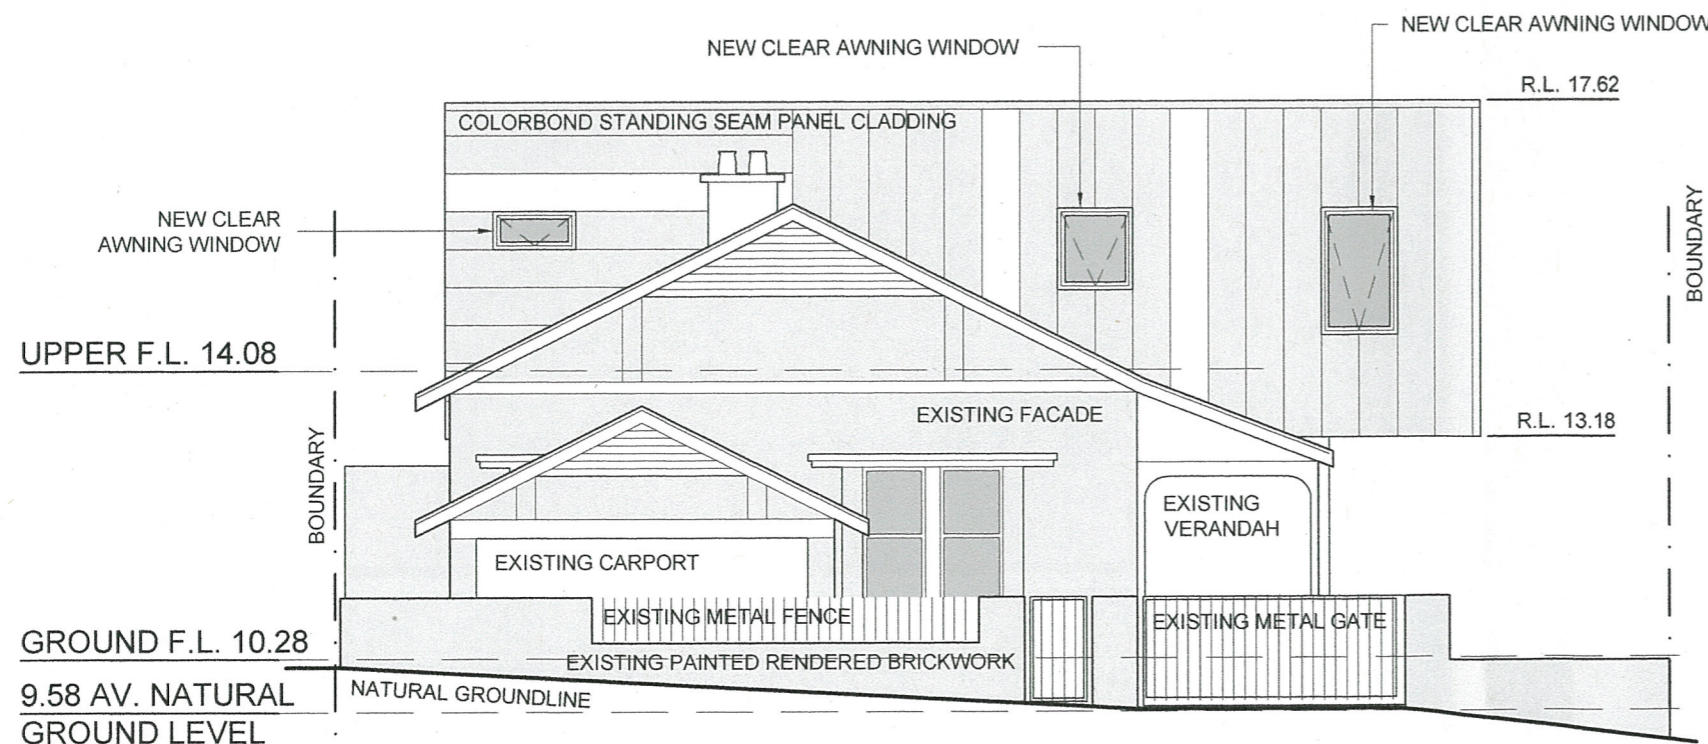 NEW CLEAR AWNING WINDOW
NEW CLEAR AWNING WINDOW
R.L. 17.62
COLORBOND STANDING SEAM PANEL CLADDING
NEW CLEAR
AWNING WINDOW
BOUNDARY
UPPER F.L. 14.08
EXISTING FACADE
R.L. 13.18
BOUNDARY
EXISTING
VERANDAH
EXISTING CARPORT
EXISTING METAL FENCE
EXISTING METAL GATE
GROUND F.L. 10.28
EXISTING PAINTED RENDERED BRICKWORK
9.58 AV. NATURAL
GROUND LEVEL
NATURAL GROUNDLINE